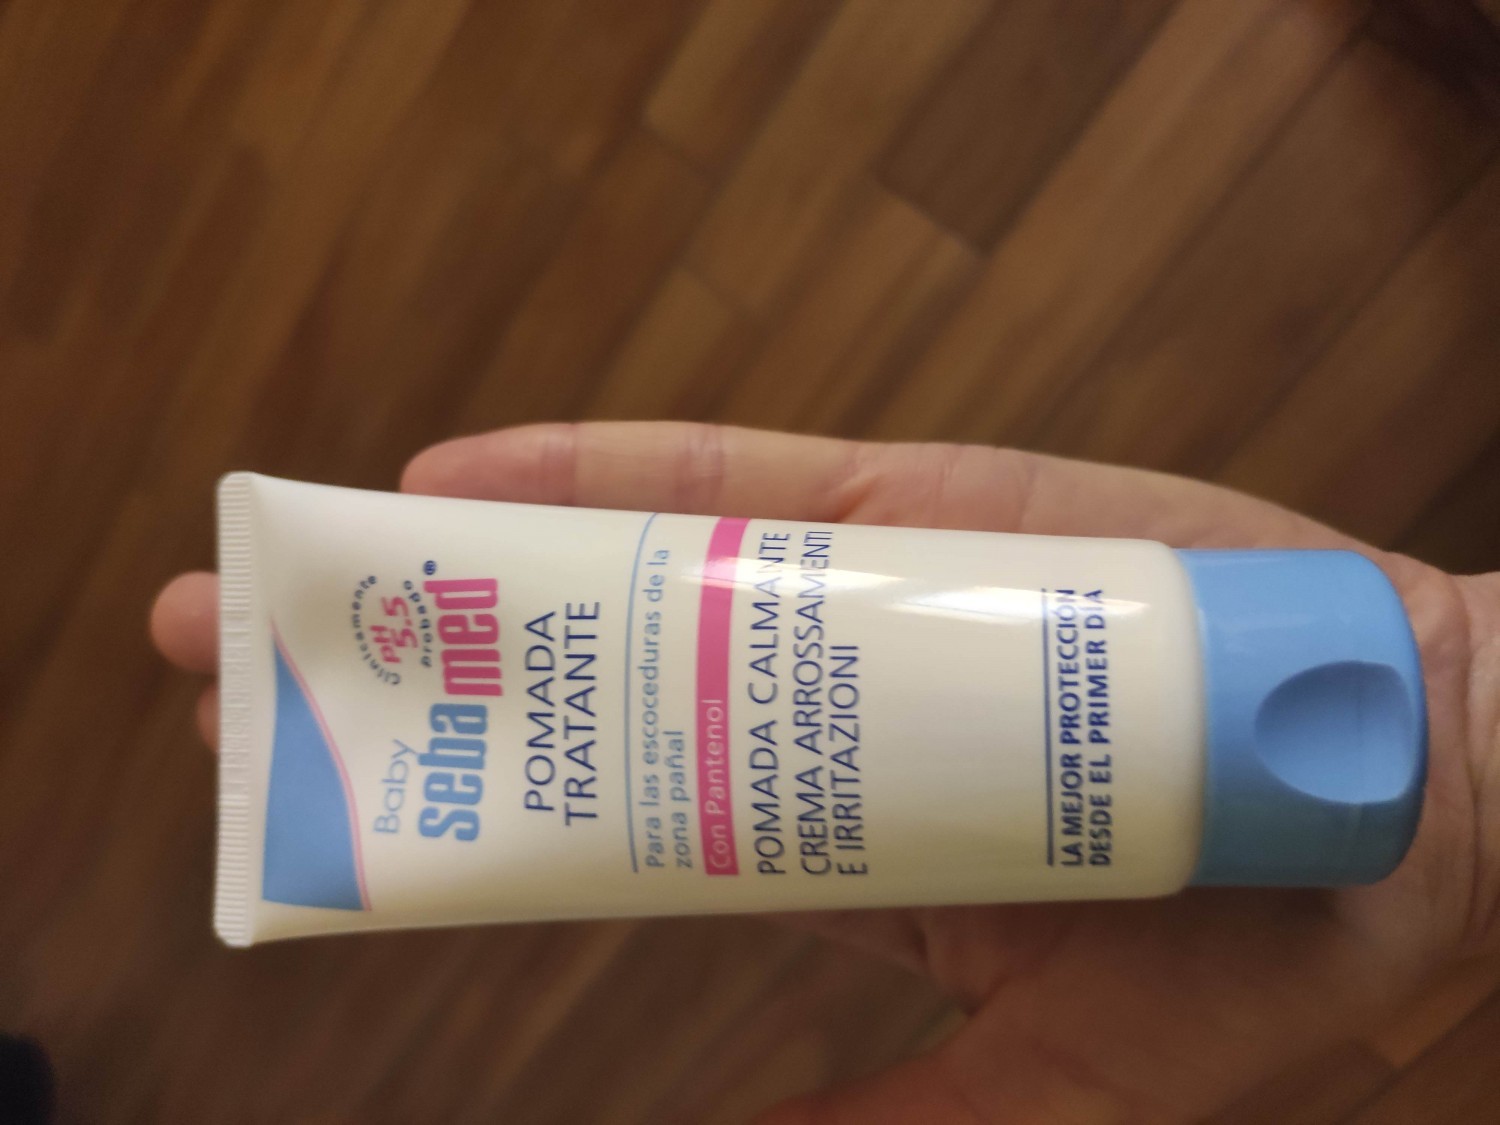 Baby
sebamed®
Clínicamente
pH
5.5
probado
POMADA
TRATANTE
Para las escoceduras de la
zona pañal
Con Pantenol
POMADA CALMANTE
CREMA ARROSSAMENTI
E IRRITAZIONI
LA MEJOR PROTECCIÓN
DESDE EL PRIMER DÍA